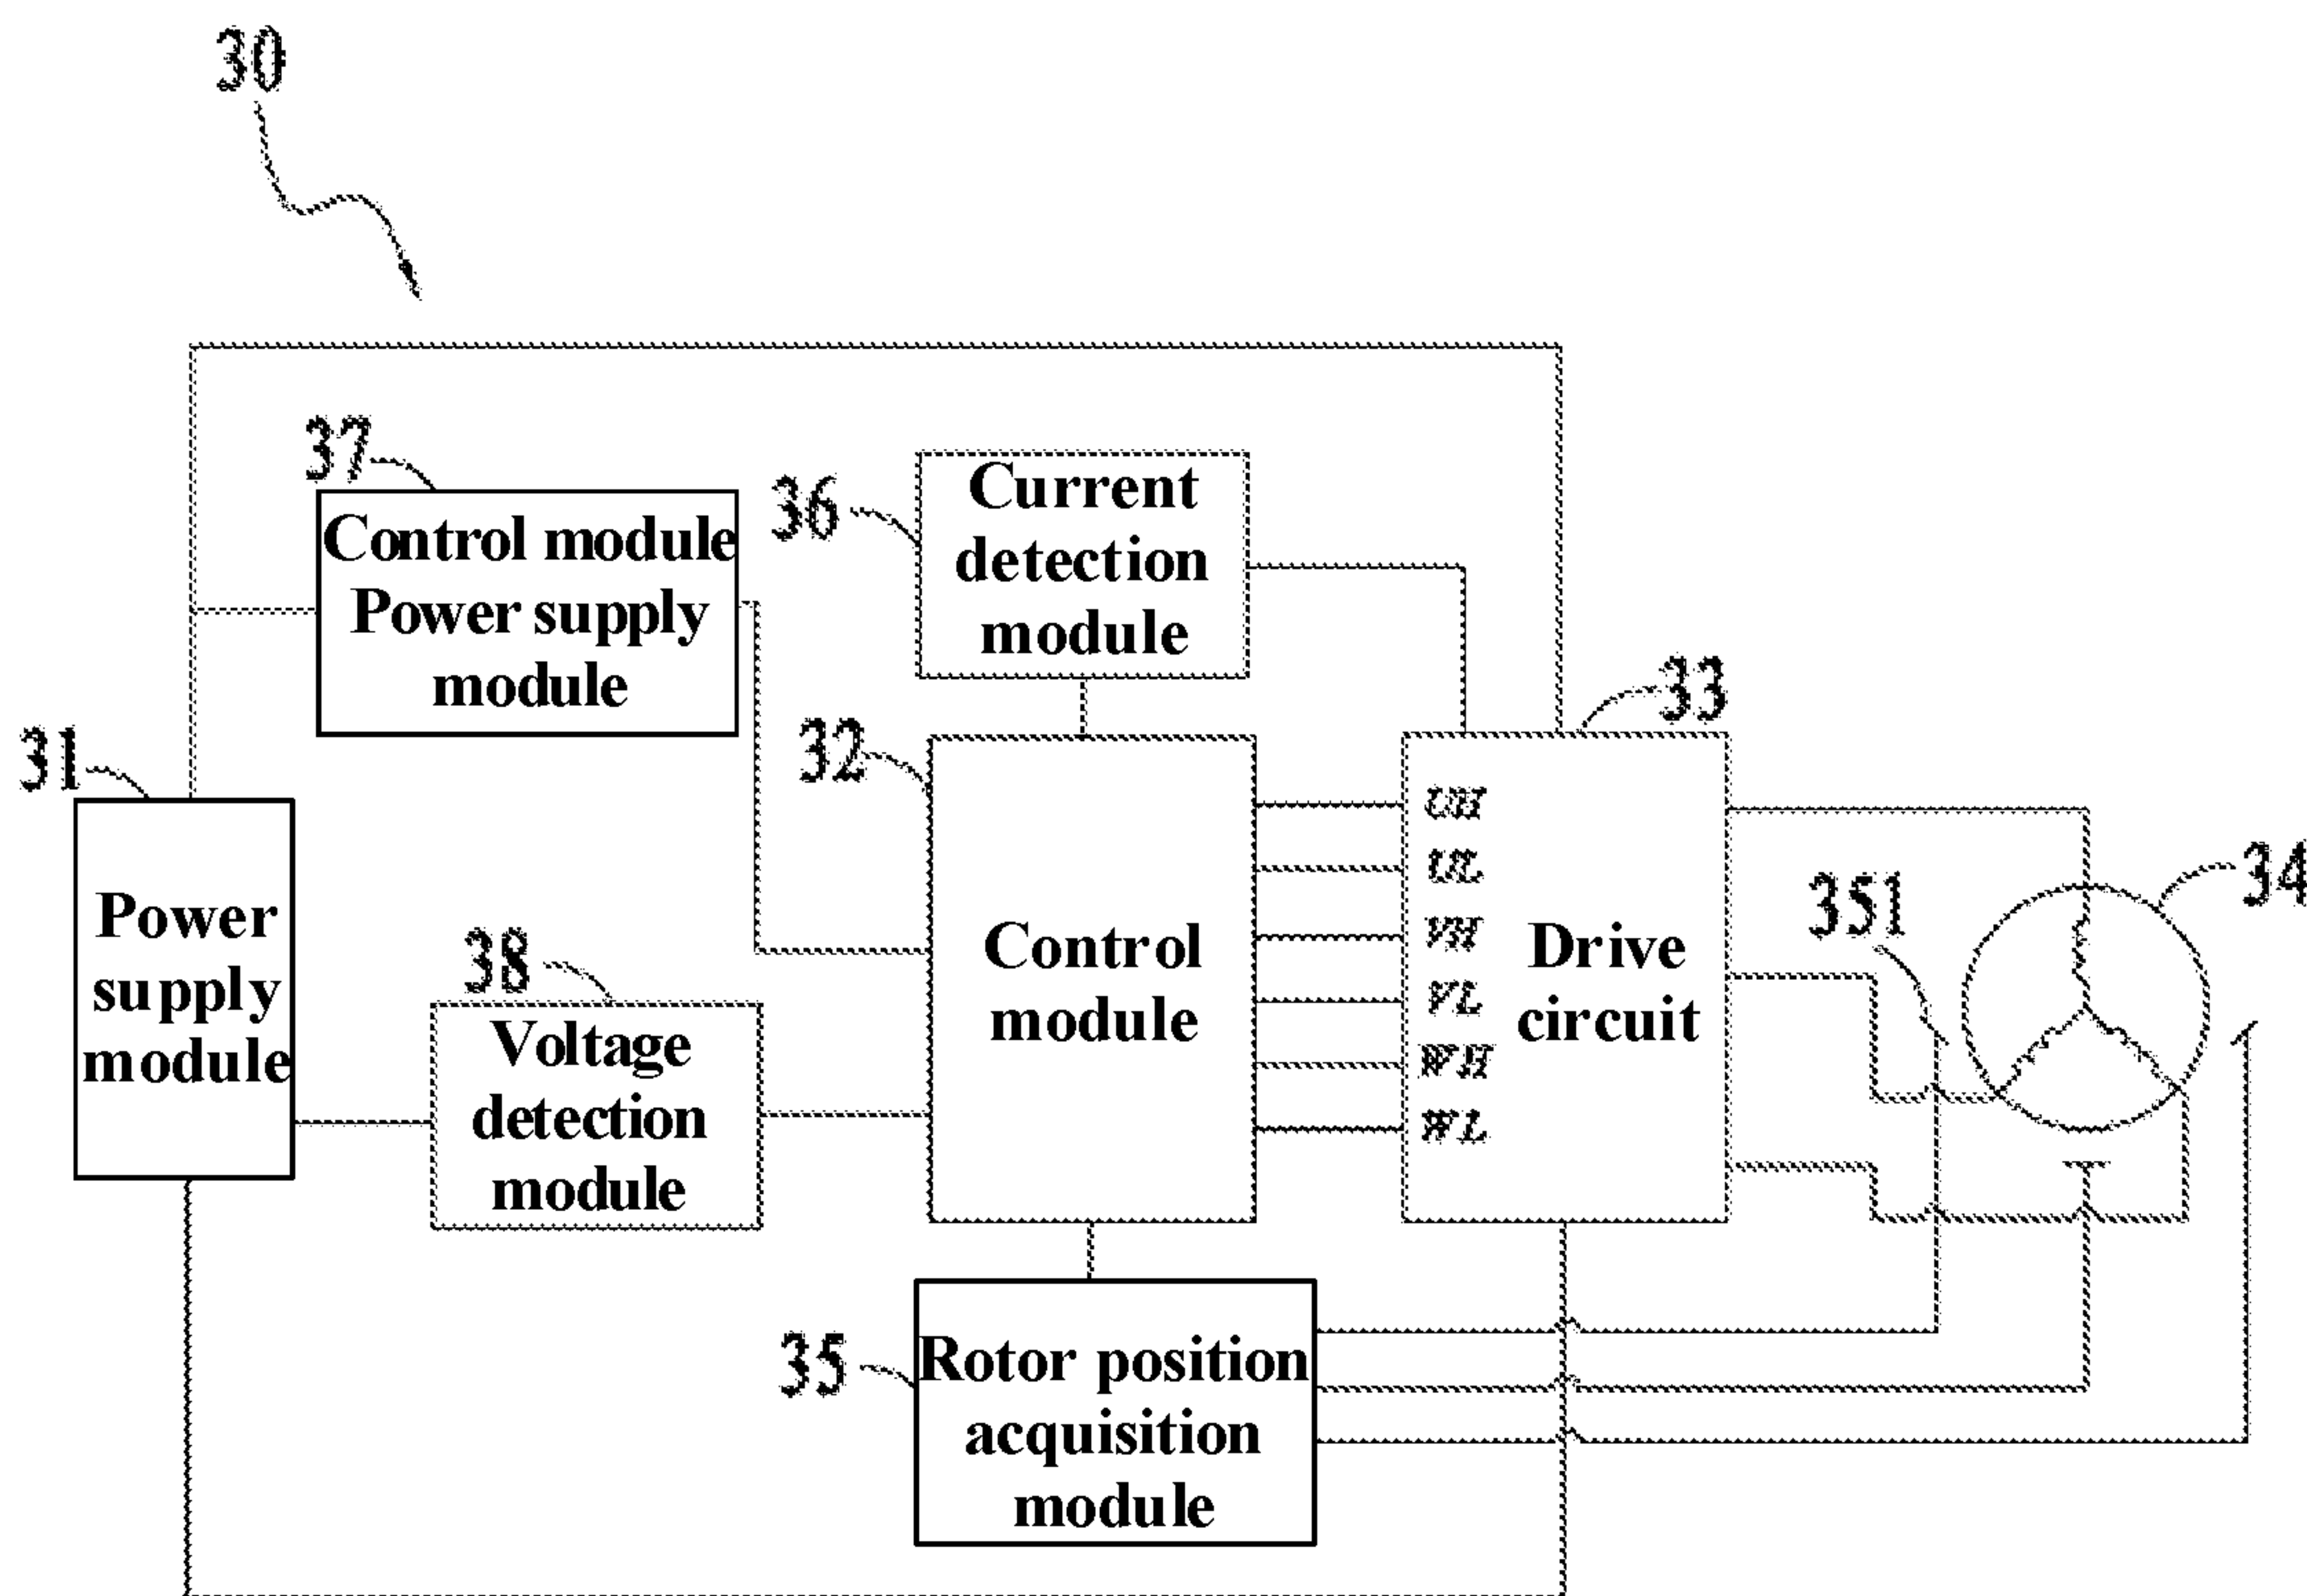 30
37
Control module
Power supply
module
36
Current
detection
module
33
31
Power
supply
module
32
Control
module
UH
UL
VH
VL
WH
WL
Drive
circuit
351
34
38
Voltage
detection
module
35
Rotor position
acquisition
module